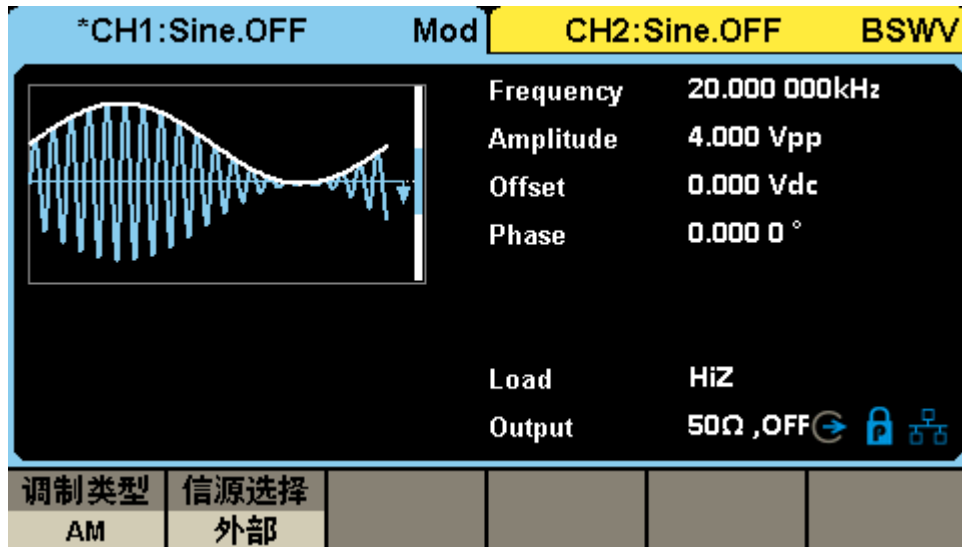 *CH1:Sine.OFF Mod CH2:Sine.OFF BSWV
Frequency 20.000 000kHz
Amplitude 4.000 Vpp
Offset 0.000 Vdc
Phase 0.000 0 °
Load HiZ
Output 50Ω ,OFF P
调制类型 信源选择
AM 外部